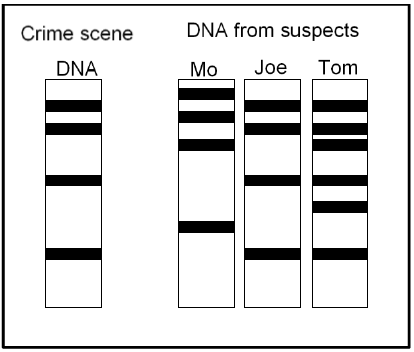 Crime scene
DNA from suspects
DNA
Mo
Joe
Tom